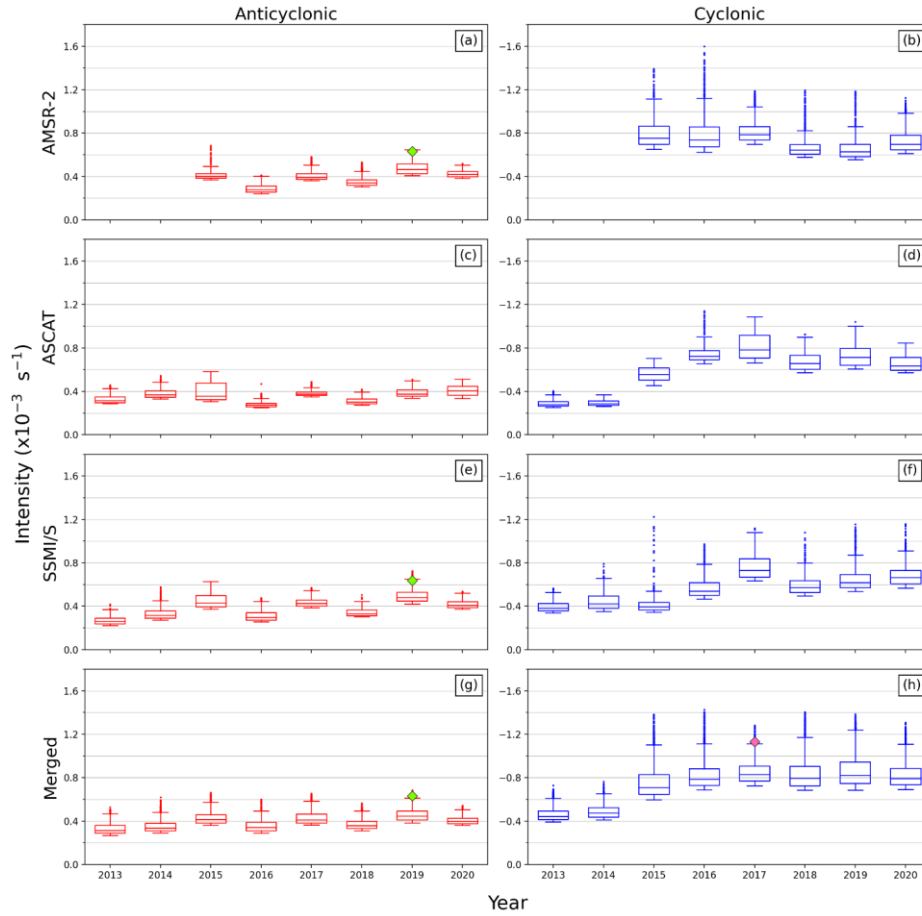 Anticyclonic
Cyclonic
AMSR-2
1.6
1.2
0.8
0.4
0.0
(a)
−1.6
−1.2
−0.8
−0.4
0.0
(b)
ASCAT
1.6
1.2
0.8
0.4
0.0
(c)
−1.6
−1.2
−0.8
−0.4
0.0
(d)
Intensity (x10⁻³ s⁻¹)
SSMI/S
1.6
1.2
0.8
0.4
0.0
(e)
−1.6
−1.2
−0.8
−0.4
0.0
(f)
Merged
1.6
1.2
0.8
0.4
0.0
(g)
−1.6
−1.2
−0.8
−0.4
0.0
(h)
2013 2014 2015 2016 2017 2018 2019 2020
2013 2014 2015 2016 2017 2018 2019 2020
Year